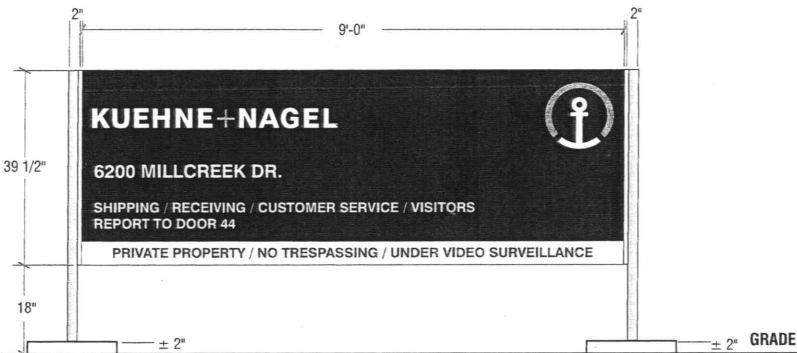 2" 9'-0" 2"
KUEHNE+NAGEL
39 1/2"
6200 MILLCREEK DR.
SHIPPING / RECEIVING / CUSTOMER SERVICE / VISITORS
REPORT TO DOOR 44
PRIVATE PROPERTY / NO TRESPASSING / UNDER VIDEO SURVEILLANCE
18"
± 2" ± 2" GRADE